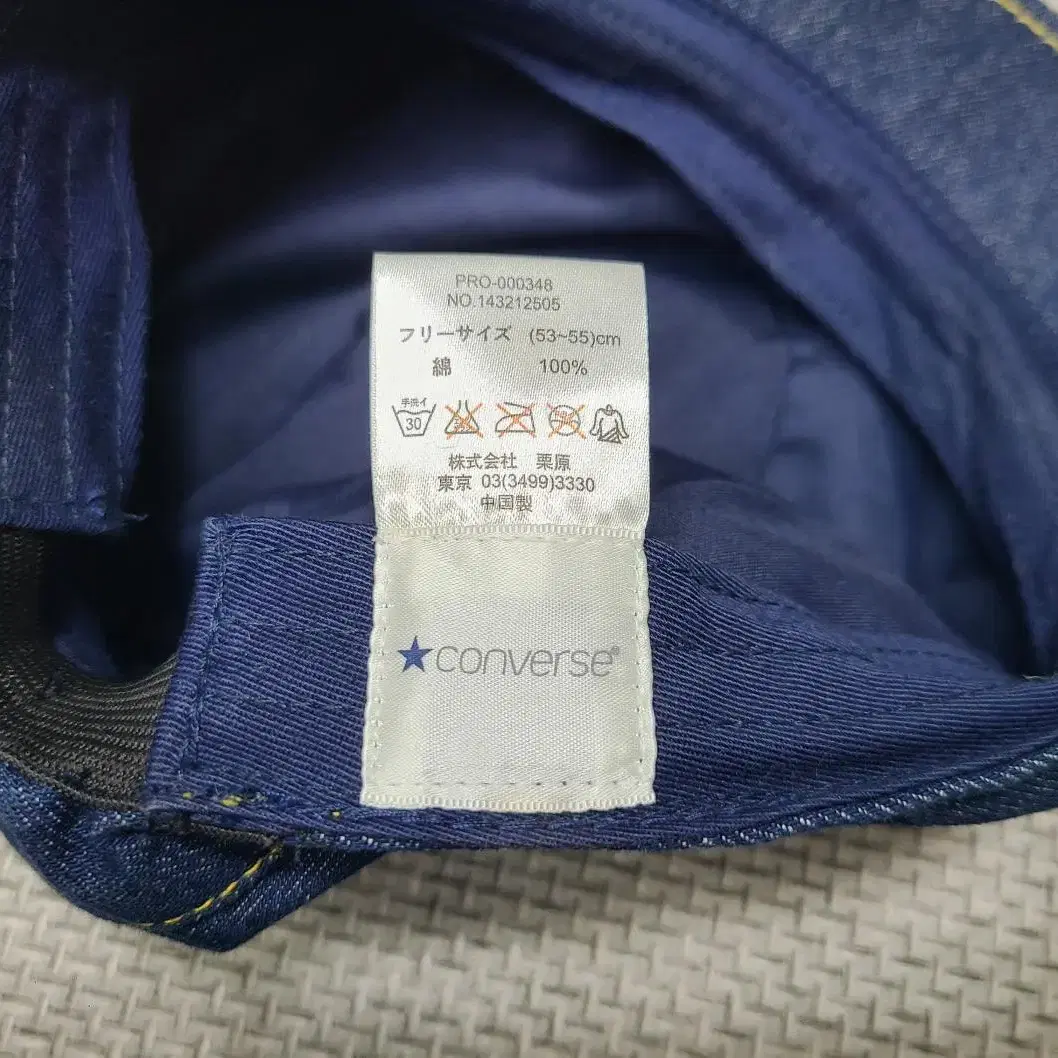 PRO-000348
NO.143212505
フリーサイズ (53~55)cm
綿 100%
手洗イ
30
株式会社 栗原
東京 03(3499)3330
中国製
★converse®